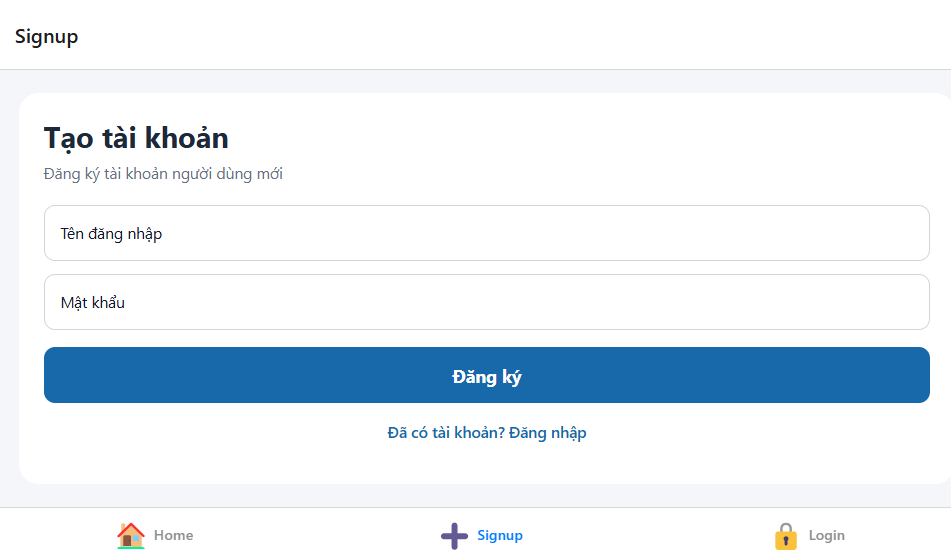 Signup
Tạo tài khoản
Đăng ký tài khoản người dùng mới
Tên đăng nhập
Mật khẩu
Đăng ký
Đã có tài khoản? Đăng nhập
Home
Signup
Login